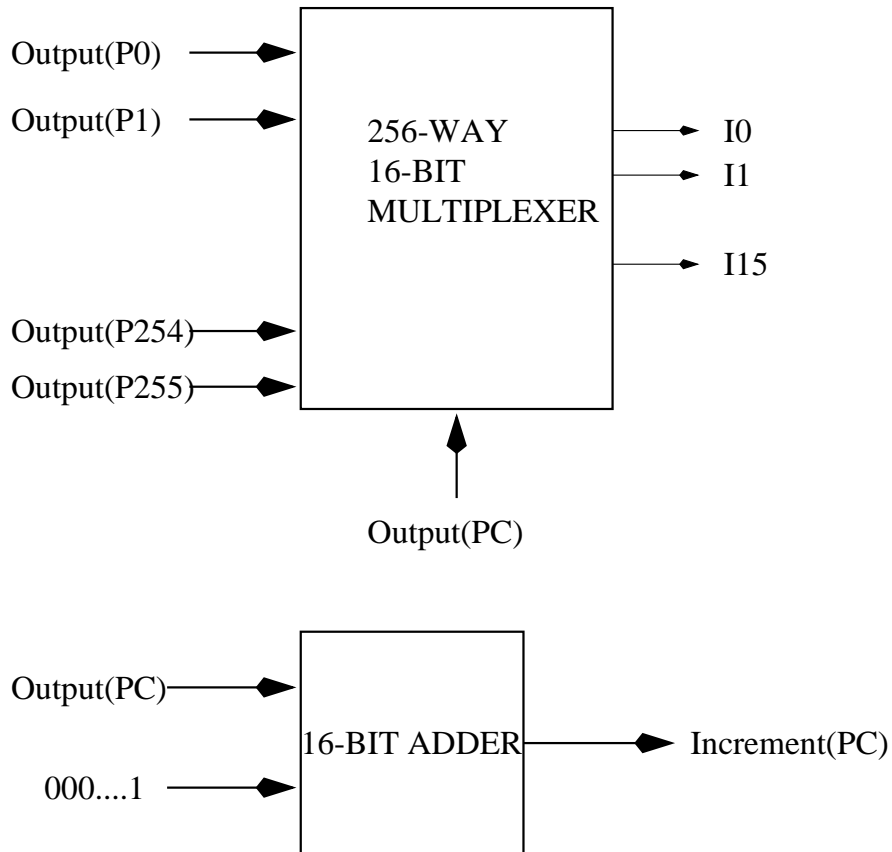 Output(P0)
Output(P1)
256-WAY
16-BIT
MULTIPLEXER
I0
I1
I15
Output(P254)
Output(P255)
Output(PC)
Output(PC)
16-BIT ADDER
Increment(PC)
000....1